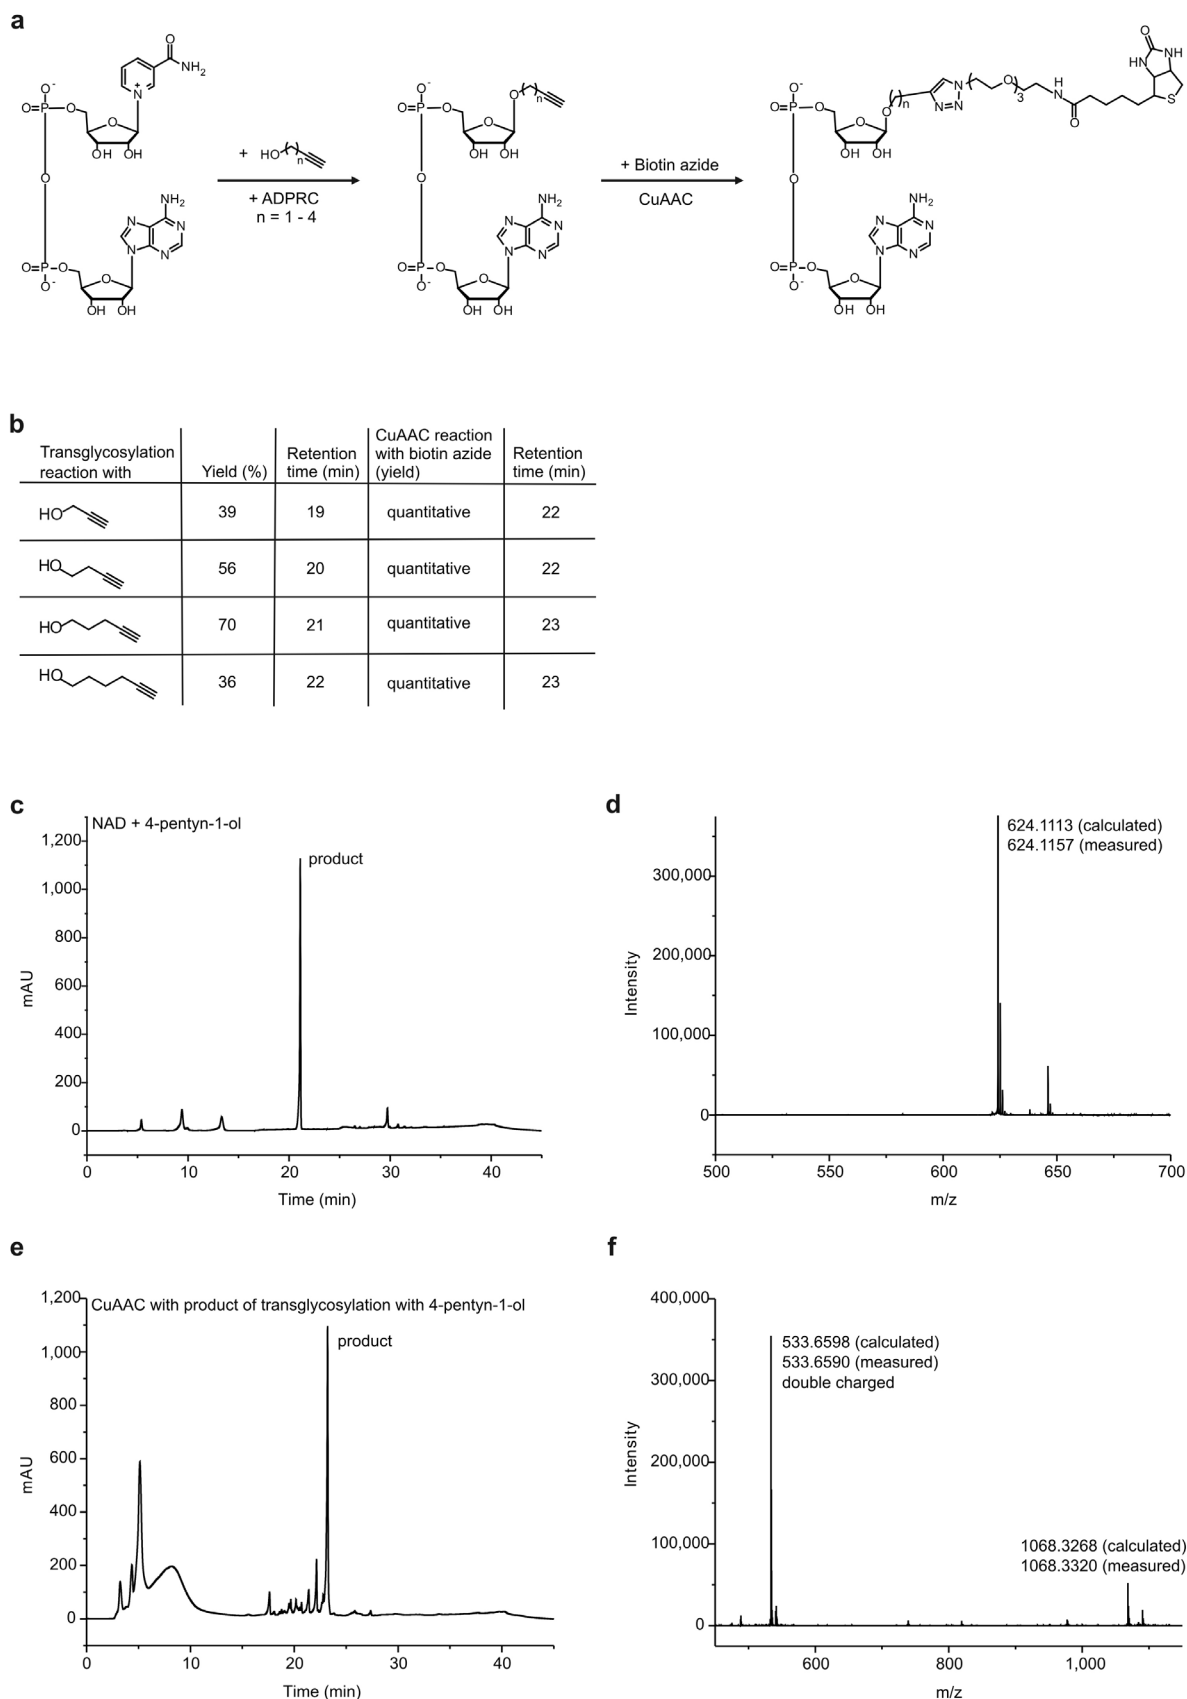 a
O
NH2
N
+
O-
O=P-O
O-
O
OH OH
O
NH2
N N
N N
O-
O=P-O
O-
O
OH OH
+ HO n
+ ADPRC
n = 1 - 4
O-
O=P-O
O-
O
O n
OH OH
O
NH2
N N
N N
O-
O=P-O
O-
O
OH OH
+ Biotin azide
CuAAC
O-
O=P-O
O-
O
O n
OH OH
N
N=N
O 3
H
N
O
O
HN NH
S
O
NH2
N N
N N
O-
O=P-O
O-
O
OH OH
b
Transglycosylation
reaction with
Yield (%)
Retention
time (min)
CuAAC reaction
with biotin azide
(yield)
Retention
time (min)
HO 39 19 quantitative 22
HO 56 20 quantitative 22
HO 70 21 quantitative 23
HO 36 22 quantitative 23
c
NAD + 4-pentyn-1-ol
product
1,200
1,000
800
600
400
200
0
mAU
0 10 20 30 40
Time (min)
d
624.1113 (calculated)
624.1157 (measured)
300,000
200,000
100,000
0
Intensity
500 550 600 650 700
m/z
e
CuAAC with product of transglycosylation with 4-pentyn-1-ol
product
1,200
1,000
800
600
400
200
0
mAU
0 10 20 30 40
Time (min)
f
400,000
300,000
200,000
100,000
0
Intensity
533.6598 (calculated)
533.6590 (measured)
double charged
1068.3268 (calculated)
1068.3320 (measured)
600 800 1,000
m/z